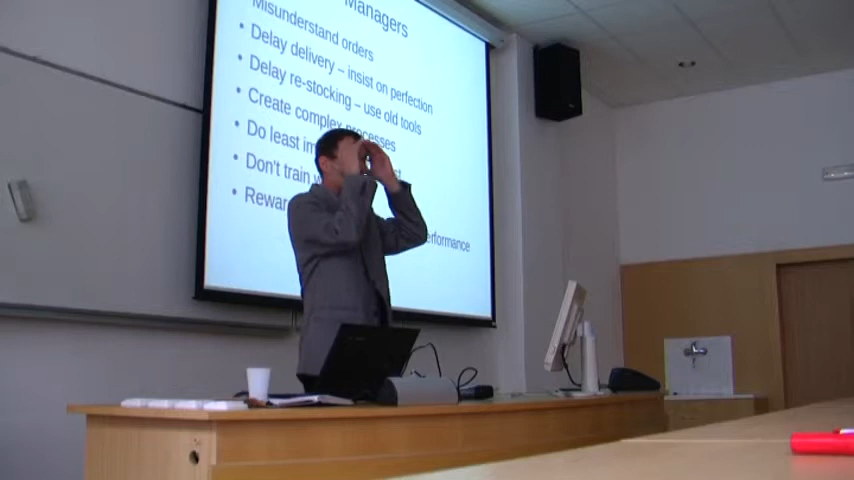 Managers
Misunderstand orders
• Delay delivery – insist on perfection
• Delay re-stocking – use old tools
• Create complex processes
• Do least im
• Don't train w
• Rewar
erformance